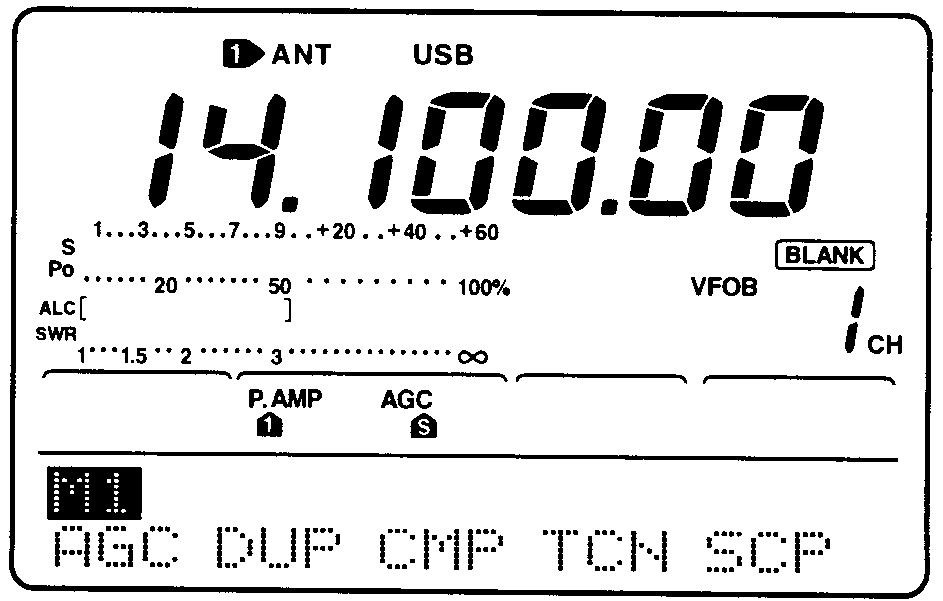 1 ANT USB
14.100.00
1...3...5...7...9..+20..+40..+60
S
Po
20 50 100%
BLANK
VFOB
ALC [ ]
1 CH
SWR
1 1.5 2 3 ∞
P.AMP AGC
1 S
M1
AGC DUP CMP TCN SCP